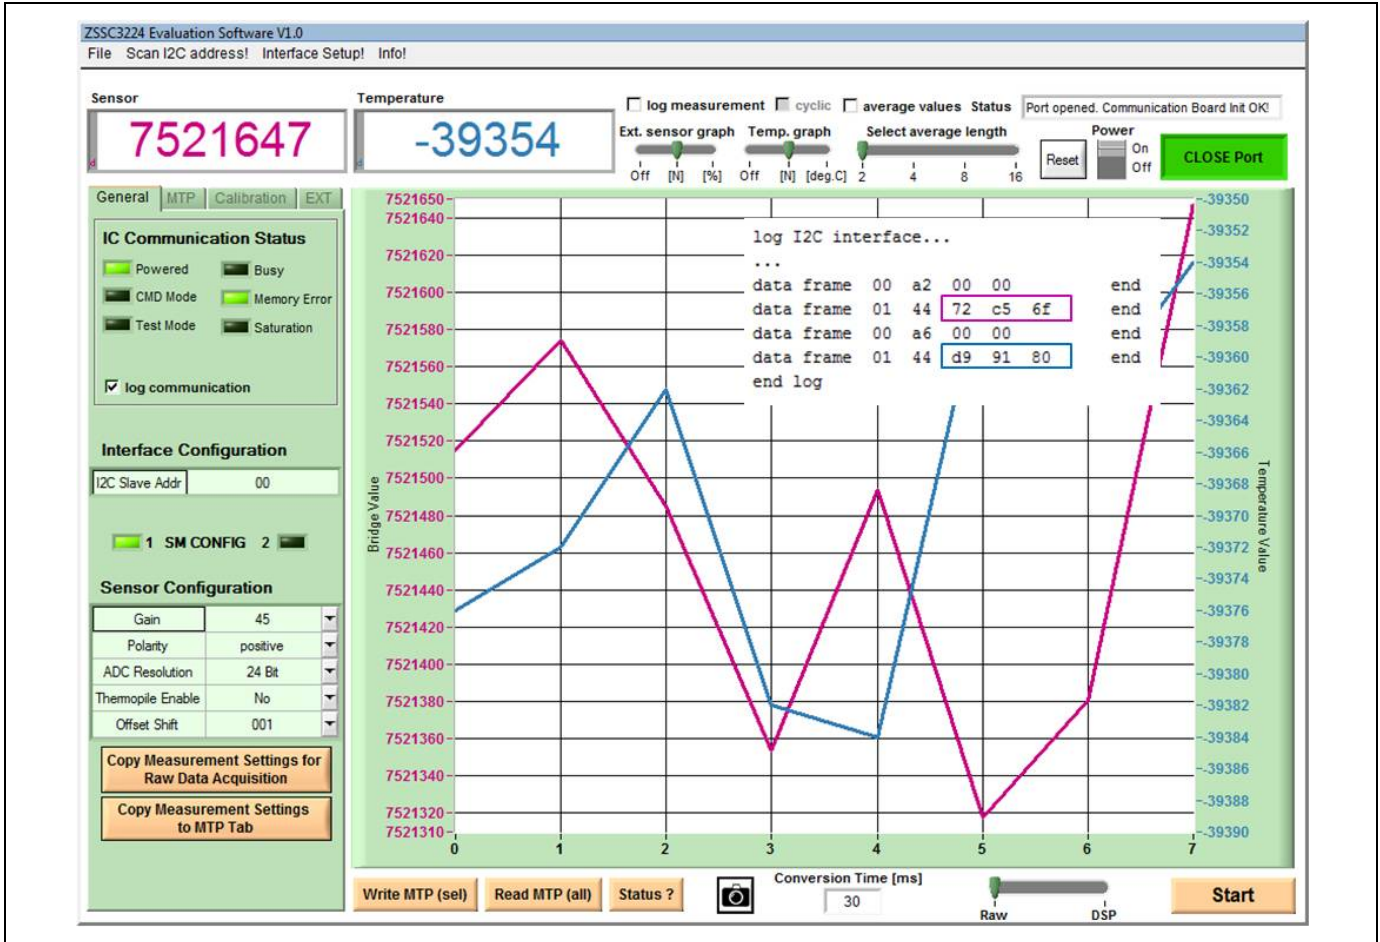 ZSSC3224 Evaluation Software V1.0
File Scan I2C address! Interface Setup! Info!
Sensor
7521647
d
Temperature
-39354
d
log measurement cyclic average values Status Port opened. Communication Board Init OK!
Ext. sensor graph Temp. graph Select average length Power
Off [N] [%] Off [N] [deg.C] 2 4 8 16
Reset
On
Off
CLOSE Port
General MTP Calibration EXT
IC Communication Status
Powered Busy
CMD Mode Memory Error
Test Mode Saturation
log communication
Interface Configuration
I2C Slave Addr 00
1 SM CONFIG 2
Sensor Configuration
Gain 45
Polarity positive
ADC Resolution 24 Bit
Thermopile Enable No
Offset Shift 001
Copy Measurement Settings for
Raw Data Acquisition
Copy Measurement Settings
to MTP Tab
Bridge Value
7521650
7521640
7521620
7521600
7521580
7521560
7521540
7521520
7521500
7521480
7521460
7521440
7521420
7521400
7521380
7521360
7521340
7521320
7521310
log I2C interface...
...
data frame 00 a2 00 00 end
data frame 01 44 72 c5 6f end
data frame 00 a6 00 00 end
data frame 01 44 d9 91 80 end
end log
-39350
-39352
-39354
-39356
-39358
-39360
-39362
-39364
-39366
-39368
-39370
-39372
-39374
-39376
-39378
-39380
-39382
-39384
-39386
-39388
-39390
Temperature Value
0 1 2 3 4 5 6 7
Write MTP (sel) Read MTP (all) Status ?
Conversion Time [ms]
30
Raw DSP
Start